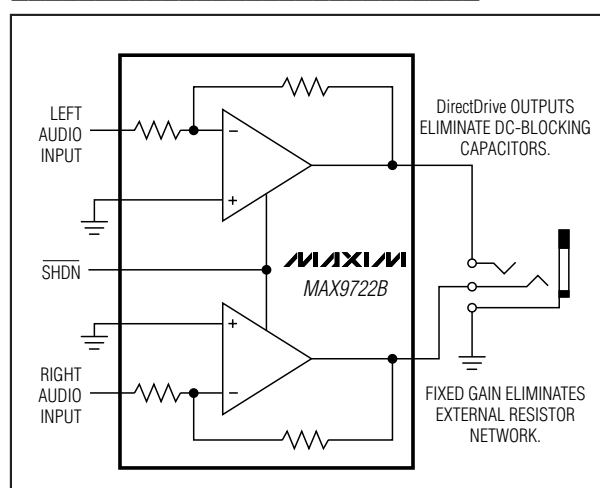 LEFT
AUDIO
INPUT
DirectDrive OUTPUTS
ELIMINATE DC-BLOCKING
CAPACITORS.
−
+
SHDN
MAXIM
MAX9722B
+
−
RIGHT
AUDIO
INPUT
FIXED GAIN ELIMINATES
EXTERNAL RESISTOR
NETWORK.